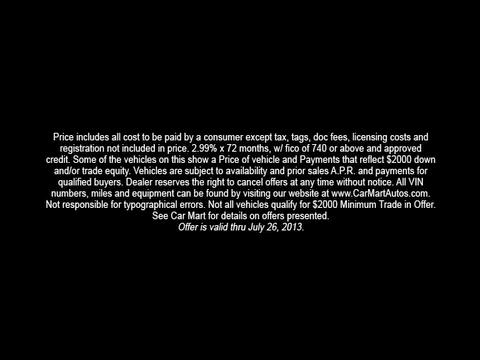 Price includes all cost to be paid by a consumer except tax, tags, doc fees, licensing costs and
registration not included in price. 2.99% x 72 months, w/ fico of 740 or above and approved
credit. Some of the vehicles on this show a Price of vehicle and Payments that reflect $2000 down
and/or trade equity. Vehicles are subject to availability and prior sales A.P.R. and payments for
qualified buyers. Dealer reserves the right to cancel offers at any time without notice. All VIN
numbers, miles and equipment can be found by visiting our website at www.CarMartAutos.com.
Not responsible for typographical errors. Not all vehicles qualify for $2000 Minimum Trade in Offer.
See Car Mart for details on offers presented.
Offer is valid thru July 26, 2013.